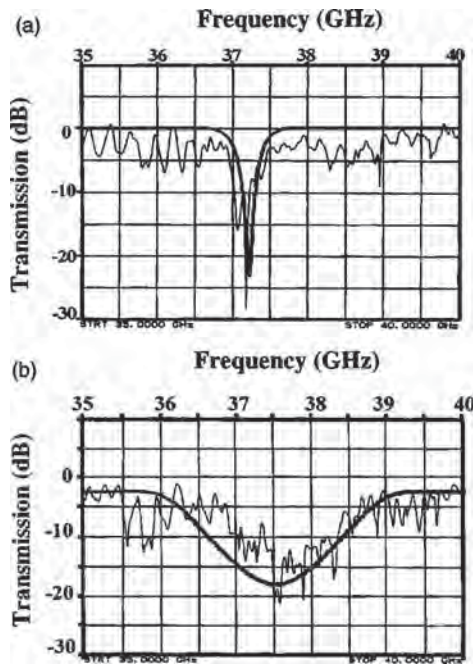 (a)
Frequency (GHz)
35 36 37 38 39 40
Transmission (dB)
0
-10
-20
-30
STRT 35.0000 GHz STOP 40.0000 GHz
(b)
Frequency (GHz)
35 36 37 38 39 40
Transmission (dB)
0
-10
-20
-30
STRT 35.0000 GHz STOP 40.0000 GHz